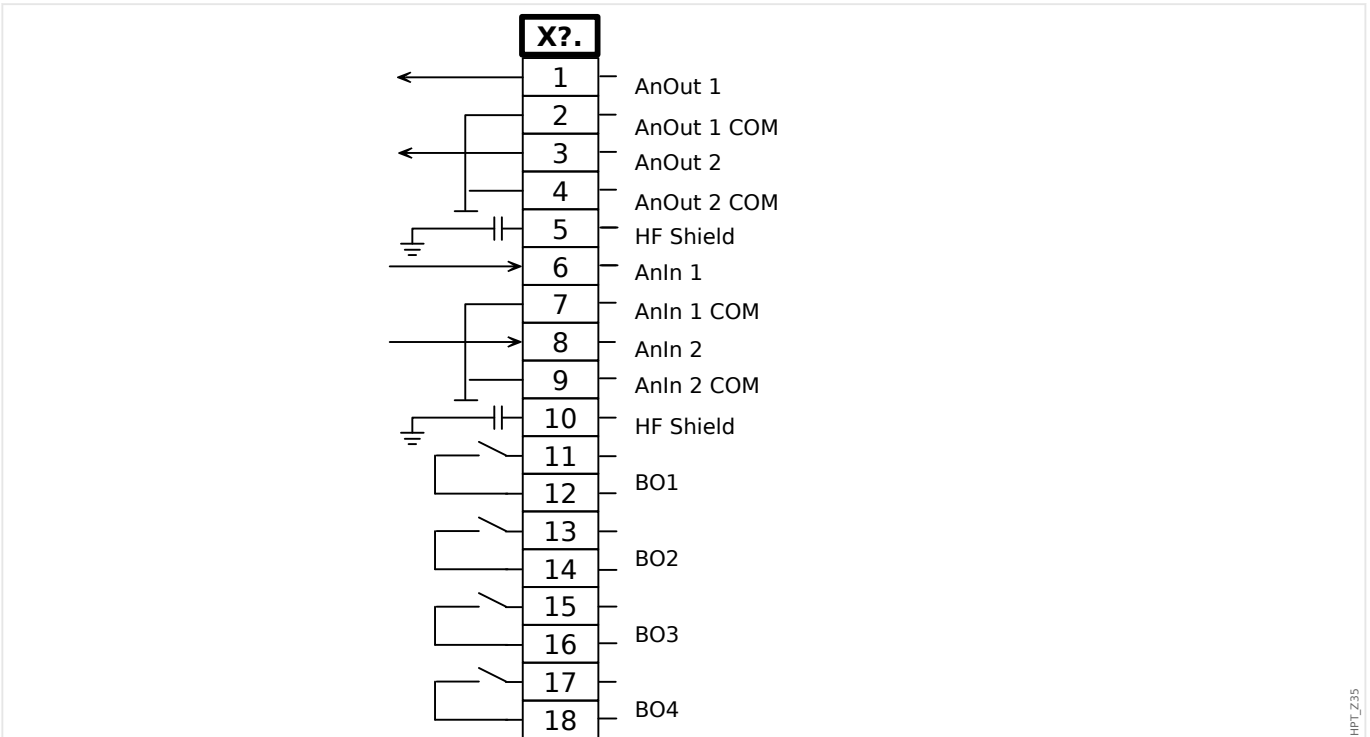 X?.
1 AnOut 1
2 AnOut 1 COM
3 AnOut 2
4 AnOut 2 COM
5 HF Shield
6 AnIn 1
7 AnIn 1 COM
8 AnIn 2
9 AnIn 2 COM
10 HF Shield
11
BO1
12
13
BO2
14
15
BO3
16
17
BO4
18
HPT_Z35